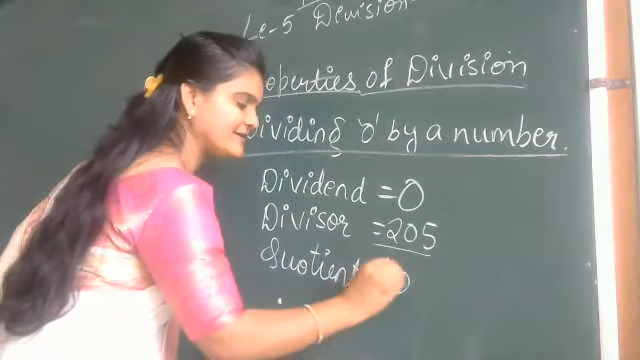 Le-5 Division
operties of Division
Dividing '0' by a number.
Dividend = 0
Divisor = 205
Quotient